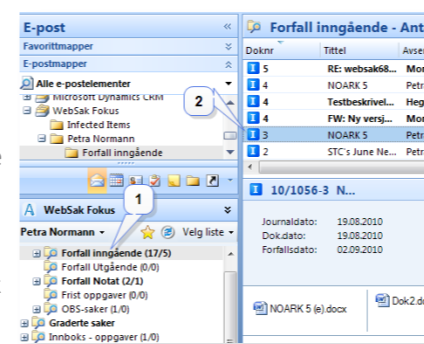 E-post
Favorittmapper
E-postmapper
Alle e-postelementer
Microsoft Dynamics CRM
WebSak Fokus
Infected Items
Petra Normann
Forfall inngående
1
WebSak Fokus
Petra Normann
Velg liste
Forfall inngående (17/5)
Forfall Utgående (0/0)
Forfall Notat (2/1)
Frist oppgaver (0/0)
OBS-saker (1/0)
Graderte saker
Innboks - oppgaver (1/0)
2
Forfall inngående - Ant
Doknr Tittel Avse
5 RE: websak68... Mor
4 NOARK 5 Petr
4 Testbeskrivel... Heg
4 FW: Ny versj... Mor
3 NOARK 5 Petr
2 STC's June Ne... Petr
10/1056-3 N...
Journaldato: 19.08.2010
Dok.dato: 19.08.2010
Forfallsdato: 02.09.2010
NOARK 5 (e).docx
Dok2.do